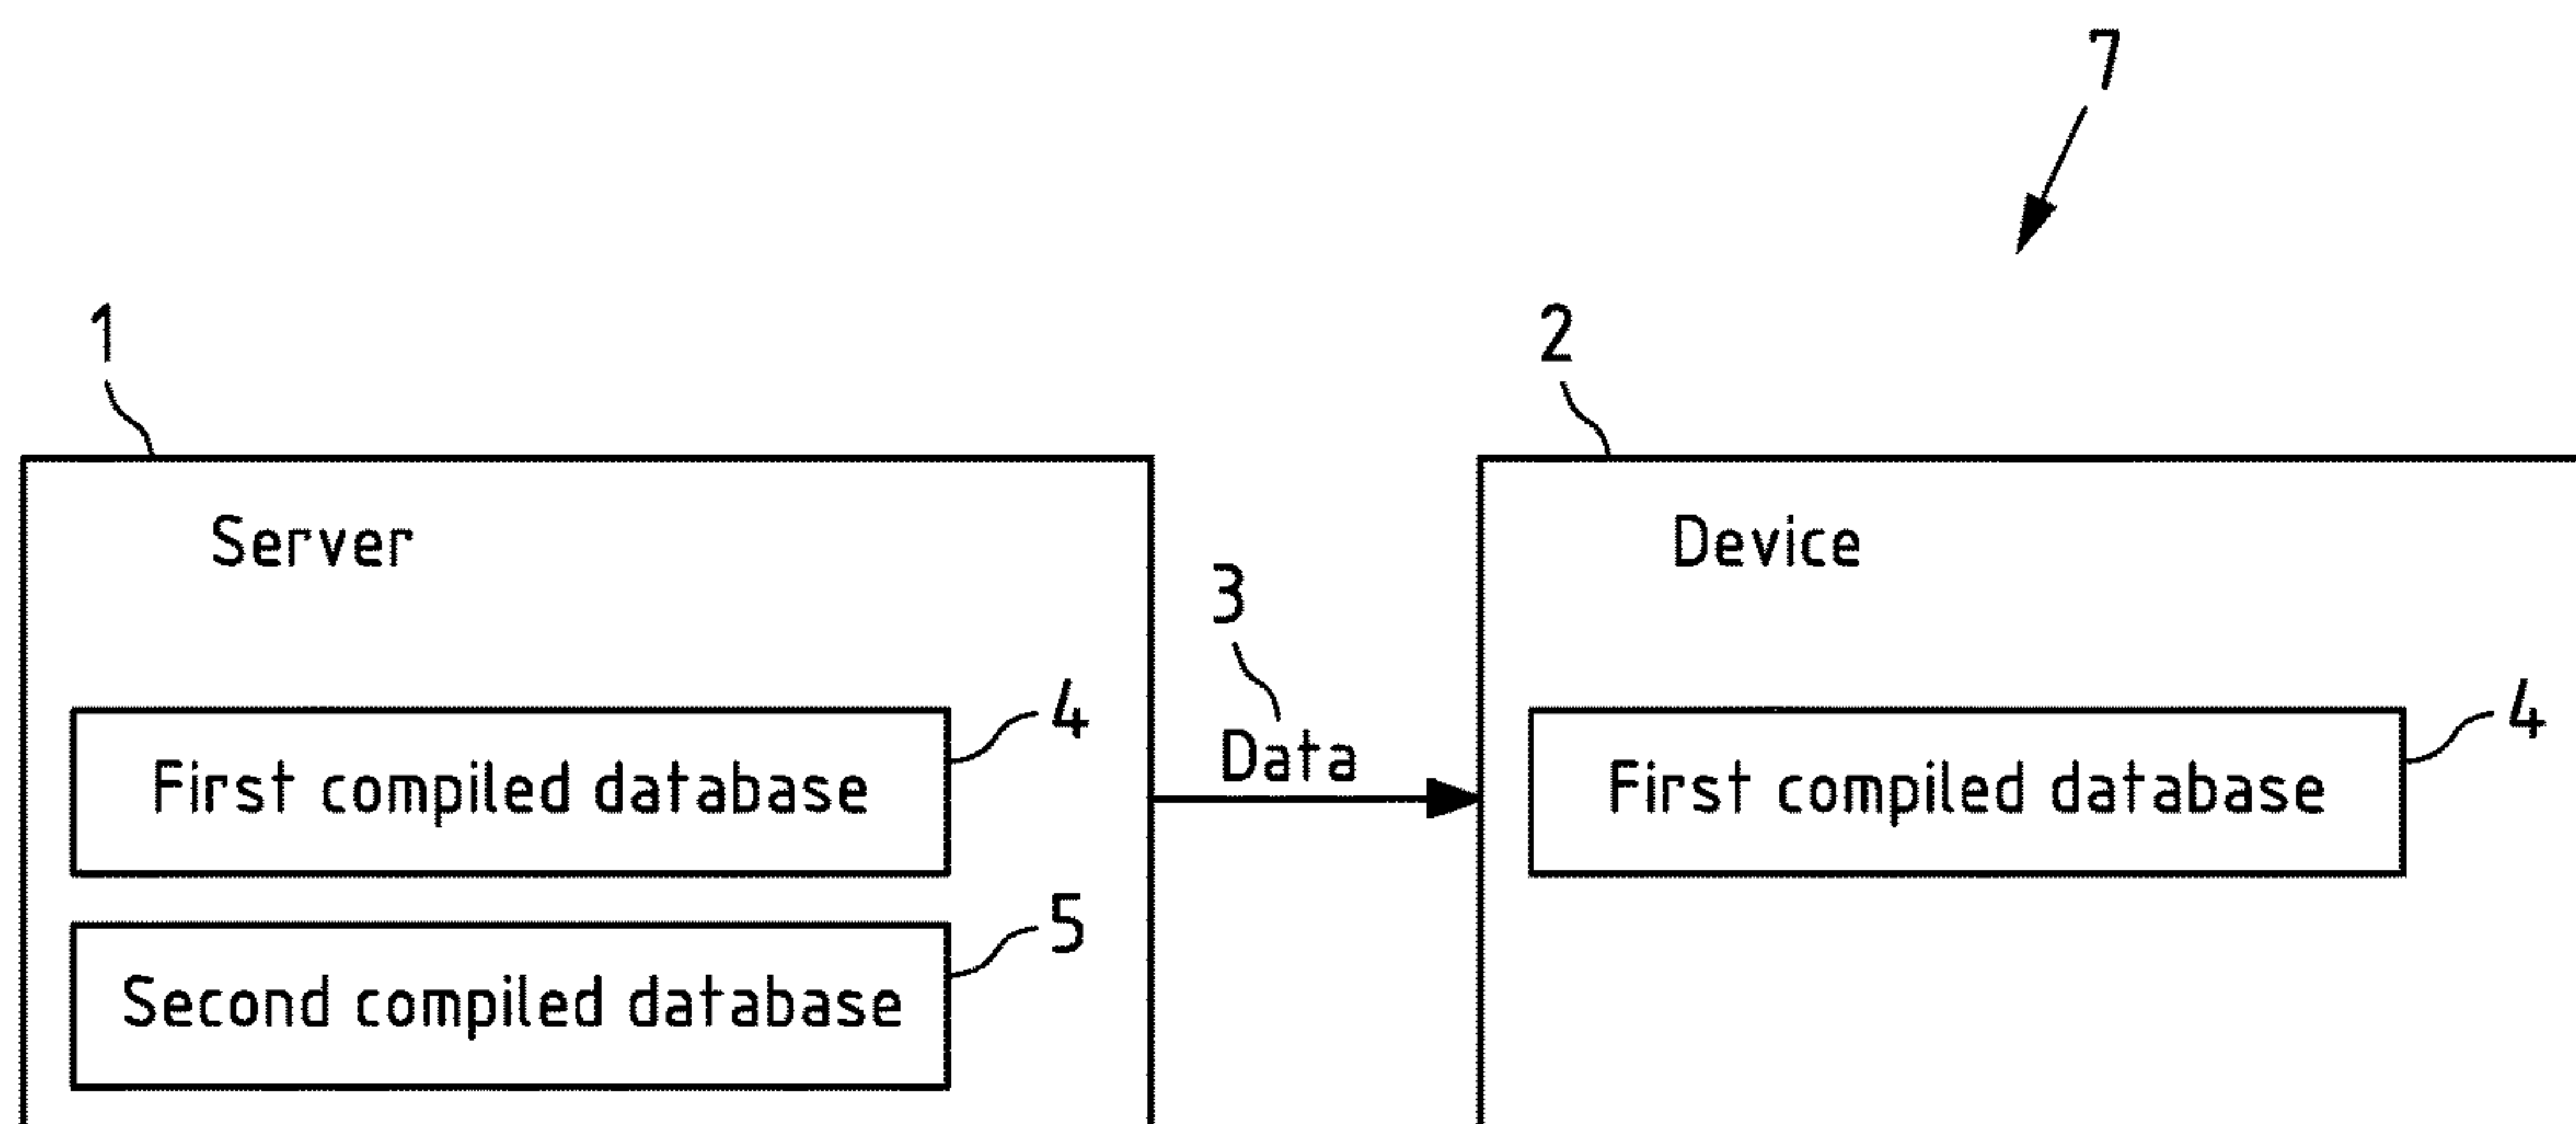 7
1
2
Server
Device
3
4
Data
4
First compiled database
First compiled database
5
Second compiled database